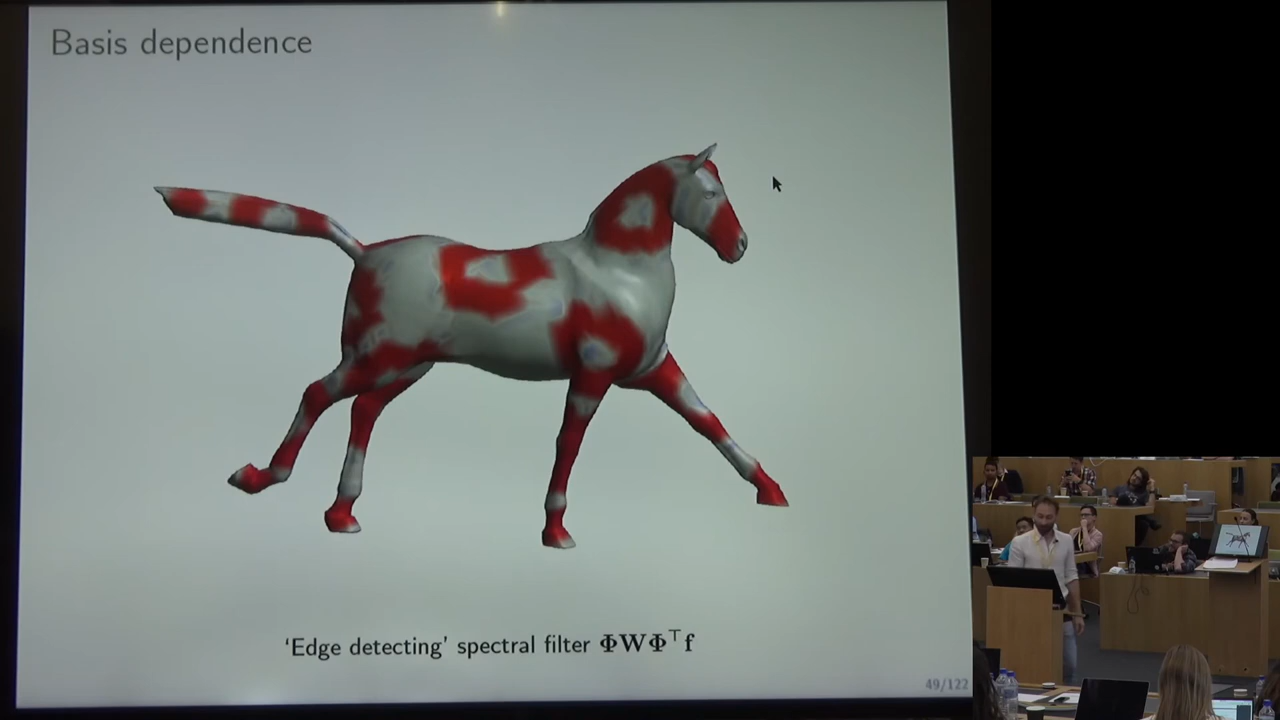 Basis dependence
‘Edge detecting’ spectral filter ΦWΦ⊤f
49/122